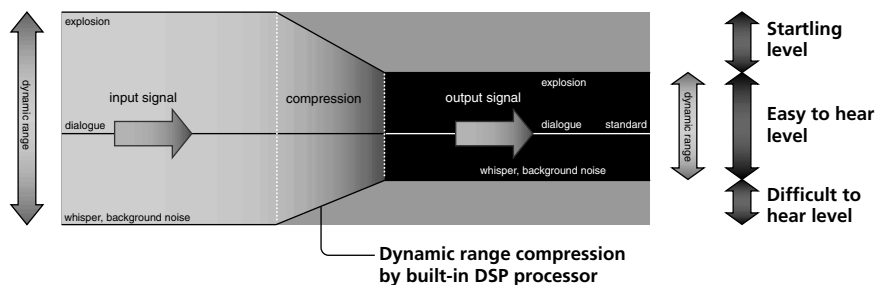 explosion
dynamic range
input signal
dialogue
whisper, background noise
compression
explosion
output signal
dialogue
standard
whisper, background noise
dynamic range
Startling
level
Easy to hear
level
Difficult to
hear level
Dynamic range compression
by built-in DSP processor